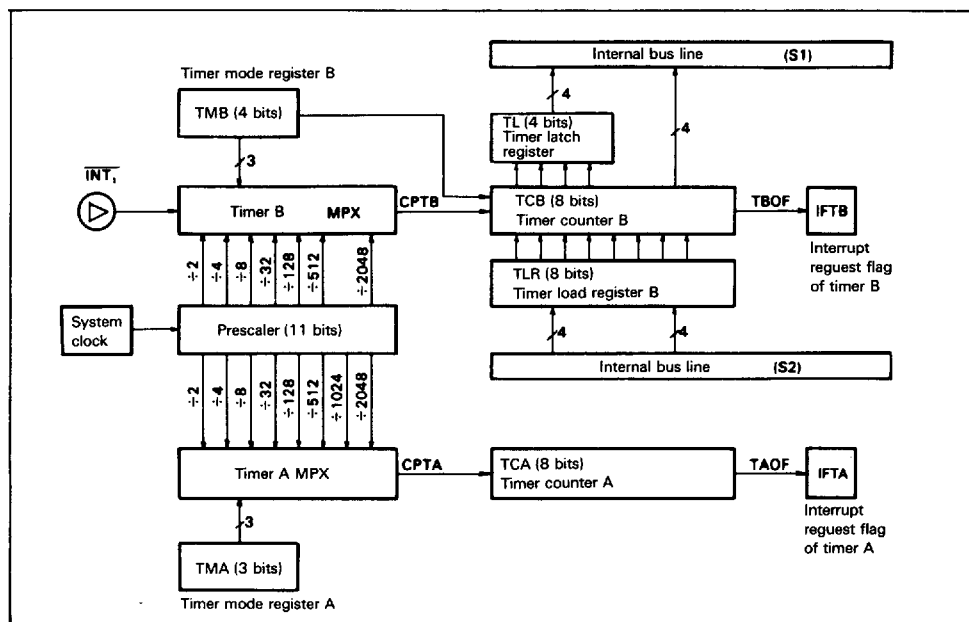 Internal bus line (S1)
Timer mode register B
TMB (4 bits)
3
4
TL (4 bits)
Timer latch
register
4
INT₁
Timer B MPX
CPTB
TCB (8 bits)
Timer counter B
TBOF
IFTB
Interrupt
reguest flag
of timer B
÷2
÷4
÷8
÷32
÷128
÷512
÷2048
TLR (8 bits)
Timer load register B
System
clock
Prescaler (11 bits)
4
4
Internal bus line (S2)
÷2
÷4
÷8
÷32
÷128
÷512
÷1024
÷2048
Timer A MPX
CPTA
TCA (8 bits)
Timer counter A
TAOF
IFTA
Interrupt
reguest flag
of timer A
3
TMA (3 bits)
Timer mode register A